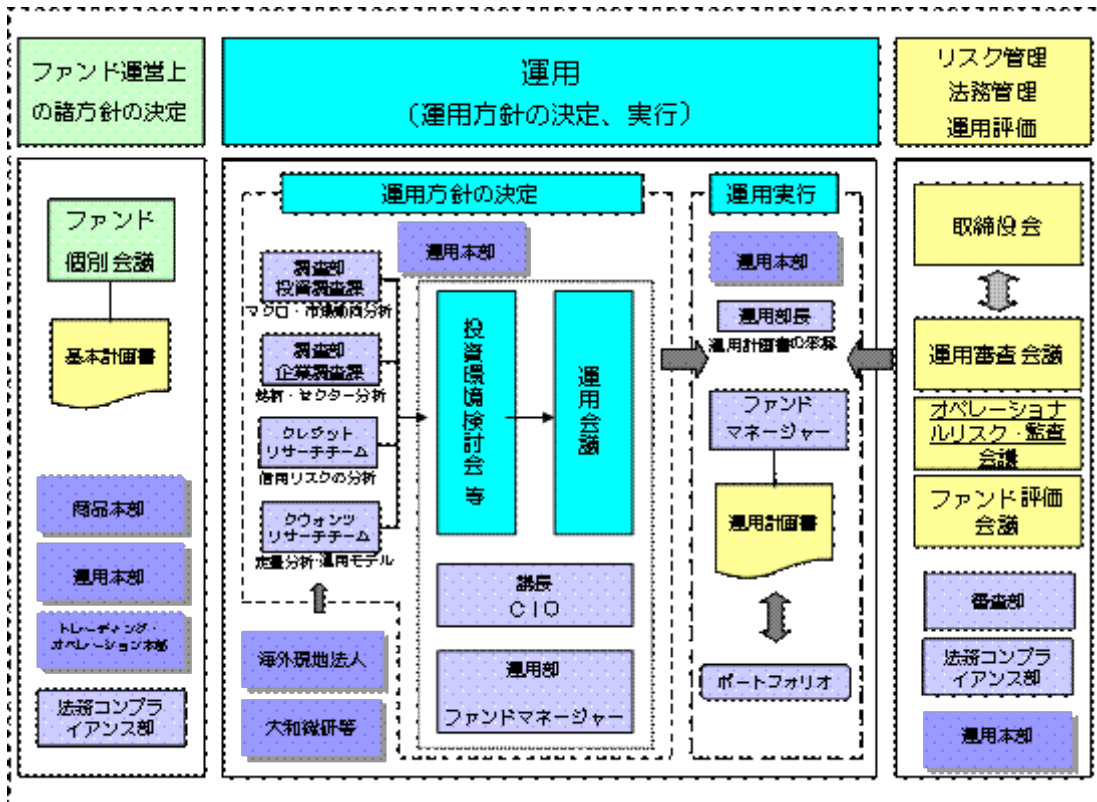 ファンド運営上
の諸方針の決定
運用
（運用方針の決定、実行）
リスク管理
法務管理
運用評価
ファンド
個別会議
基本計画書
商品本部
運用本部
トレーディング・
オペレーション本部
法務コンプラ
イアンス部
運用方針の決定
運用本部
調査部
投資調査課
マクロ・市場動向分析
調査部
企業調査課
銘柄・セクター分析
クレジット
リサーチチーム
信用リスクの分析
クウォンツ
リサーチチーム
定量分析・運用モデル
海外現地法人
大和総研等
投資環境検討会 等
運用会議
議長
ＣＩＯ
運用部
ファンドマネージャー
運用実行
運用本部
運用部長
運用計画書の承認
ファンド
マネージャー
運用計画書
ポートフォリオ
取締役会
運用審査会議
オペレーショナ
ルリスク・監査
会議
ファンド評価
会議
審査部
法務コンプラ
イアンス部
運用本部